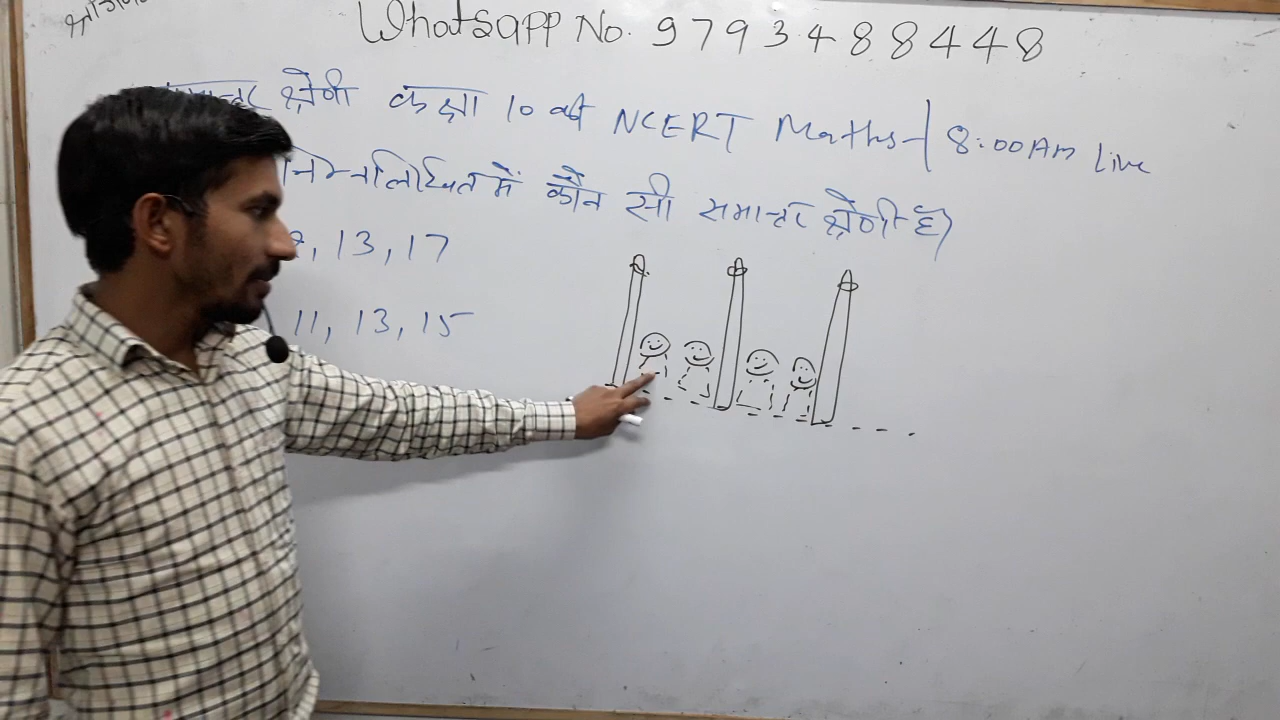 Whatsapp No. 9793488448
श्रेणी कक्षा 10 की NCERT Maths-| 8:00AM Live
निम्नलिखित में कौन सी समान्तर श्रेणी है)
, 13, 17
11, 13, 15